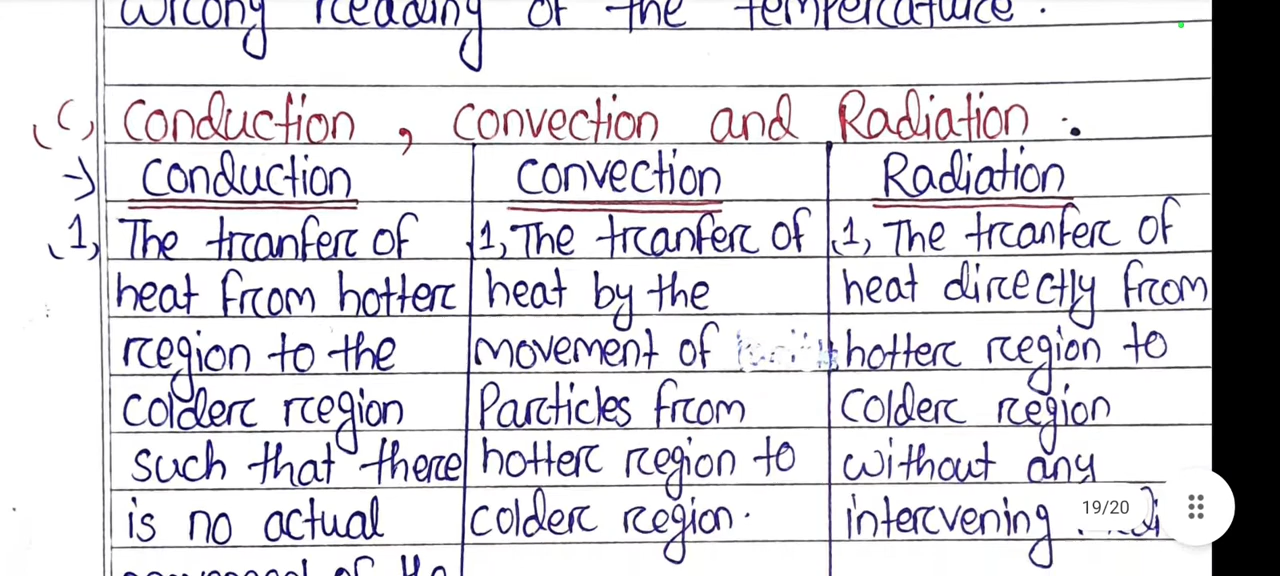 wrong reading of the temperature.
(C) Conduction, Convection and Radiation :
→ Conduction
(1) The tranfer of
heat from hotter
region to the
colder region
such that there
is no actual
movement of the
Convection
(1) The tranfer of
heat by the
movement of
Particles from
hotter region to
colder region.
Radiation
(1) The tranfer of
heat directly from
hotter region to
Colder region
without any
intervening
19/20